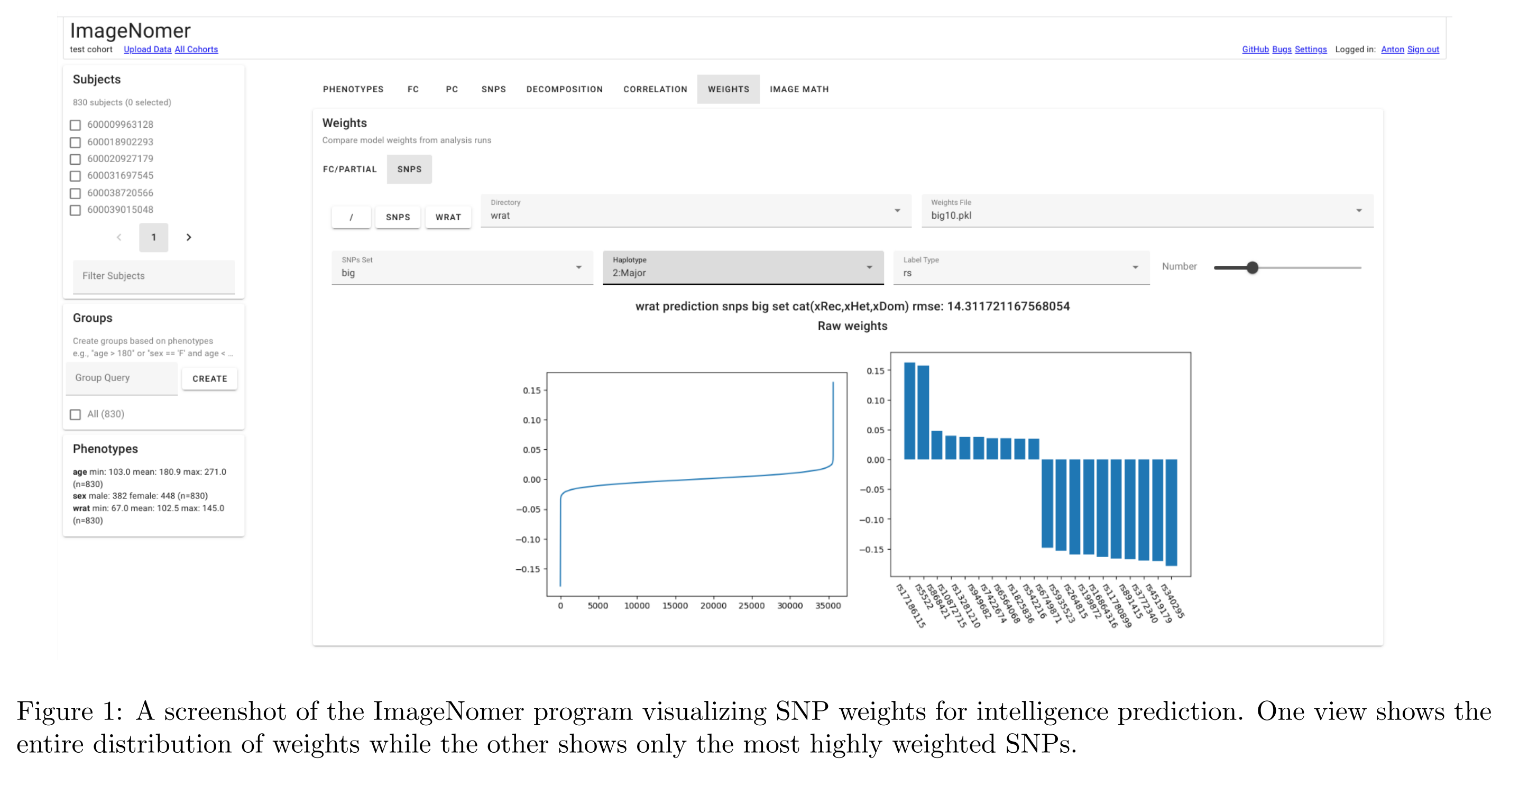 ImageNomer
test cohort Upload Data All Cohorts
GitHub Bugs Settings Logged in: Anton Sign out
Subjects
830 subjects (0 selected)
600009963128
600018902293
600020927179
600031697545
600038720566
600039015048
1
Filter Subjects
Groups
Create groups based on phenotypes
e.g., "age > 180" or "sex == 'F' and age < ...
Group Query CREATE
All (830)
Phenotypes
age min: 103.0 mean: 180.9 max: 271.0
(n=830)
sex male: 382 female: 448 (n=830)
wrat min: 67.0 mean: 102.5 max: 145.0
(n=830)
PHENOTYPES FC PC SNPS DECOMPOSITION CORRELATION WEIGHTS IMAGE MATH
Weights
Compare model weights from analysis runs
FC/PARTIAL SNPS
/ SNPS WRAT
Directory
wrat
Weights File
big10.pkl
SNPs Set
big
Haplotype
2:Major
Label Type
rs
Number
wrat prediction snps big set cat(xRec,xHet,xDom) rmse: 14.311721167568054
Raw weights
0.15
0.10
0.05
0.00
−0.05
−0.10
−0.15
0 5000 10000 15000 20000 25000 30000 35000
0.15
0.10
0.05
0.00
−0.05
−0.10
−0.15
rs17186115
rs5522
rs868421
rs10872715
rs13281210
rs949682
rs7422674
rs6564068
rs1825836
rs542216
rs6749871
rs5935523
rs264815
rs199872
rs16864316
rs11780899
rs891415
rs3772340
rs4519179
rs340295
Figure 1: A screenshot of the ImageNomer program visualizing SNP weights for intelligence prediction. One view shows the
entire distribution of weights while the other shows only the most highly weighted SNPs.